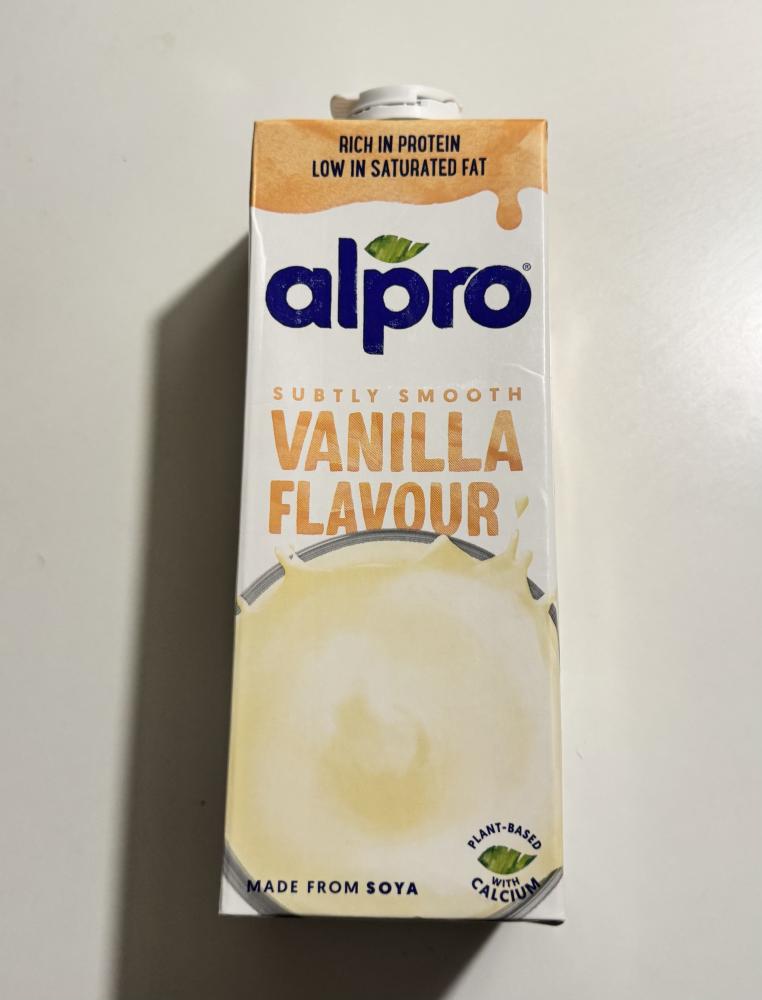 RICH IN PROTEIN
LOW IN SATURATED FAT
alpro®
SUBTLY SMOOTH
VANILLA
FLAVOUR
MADE FROM SOYA
PLANT-BASED
WITH
CALCIUM